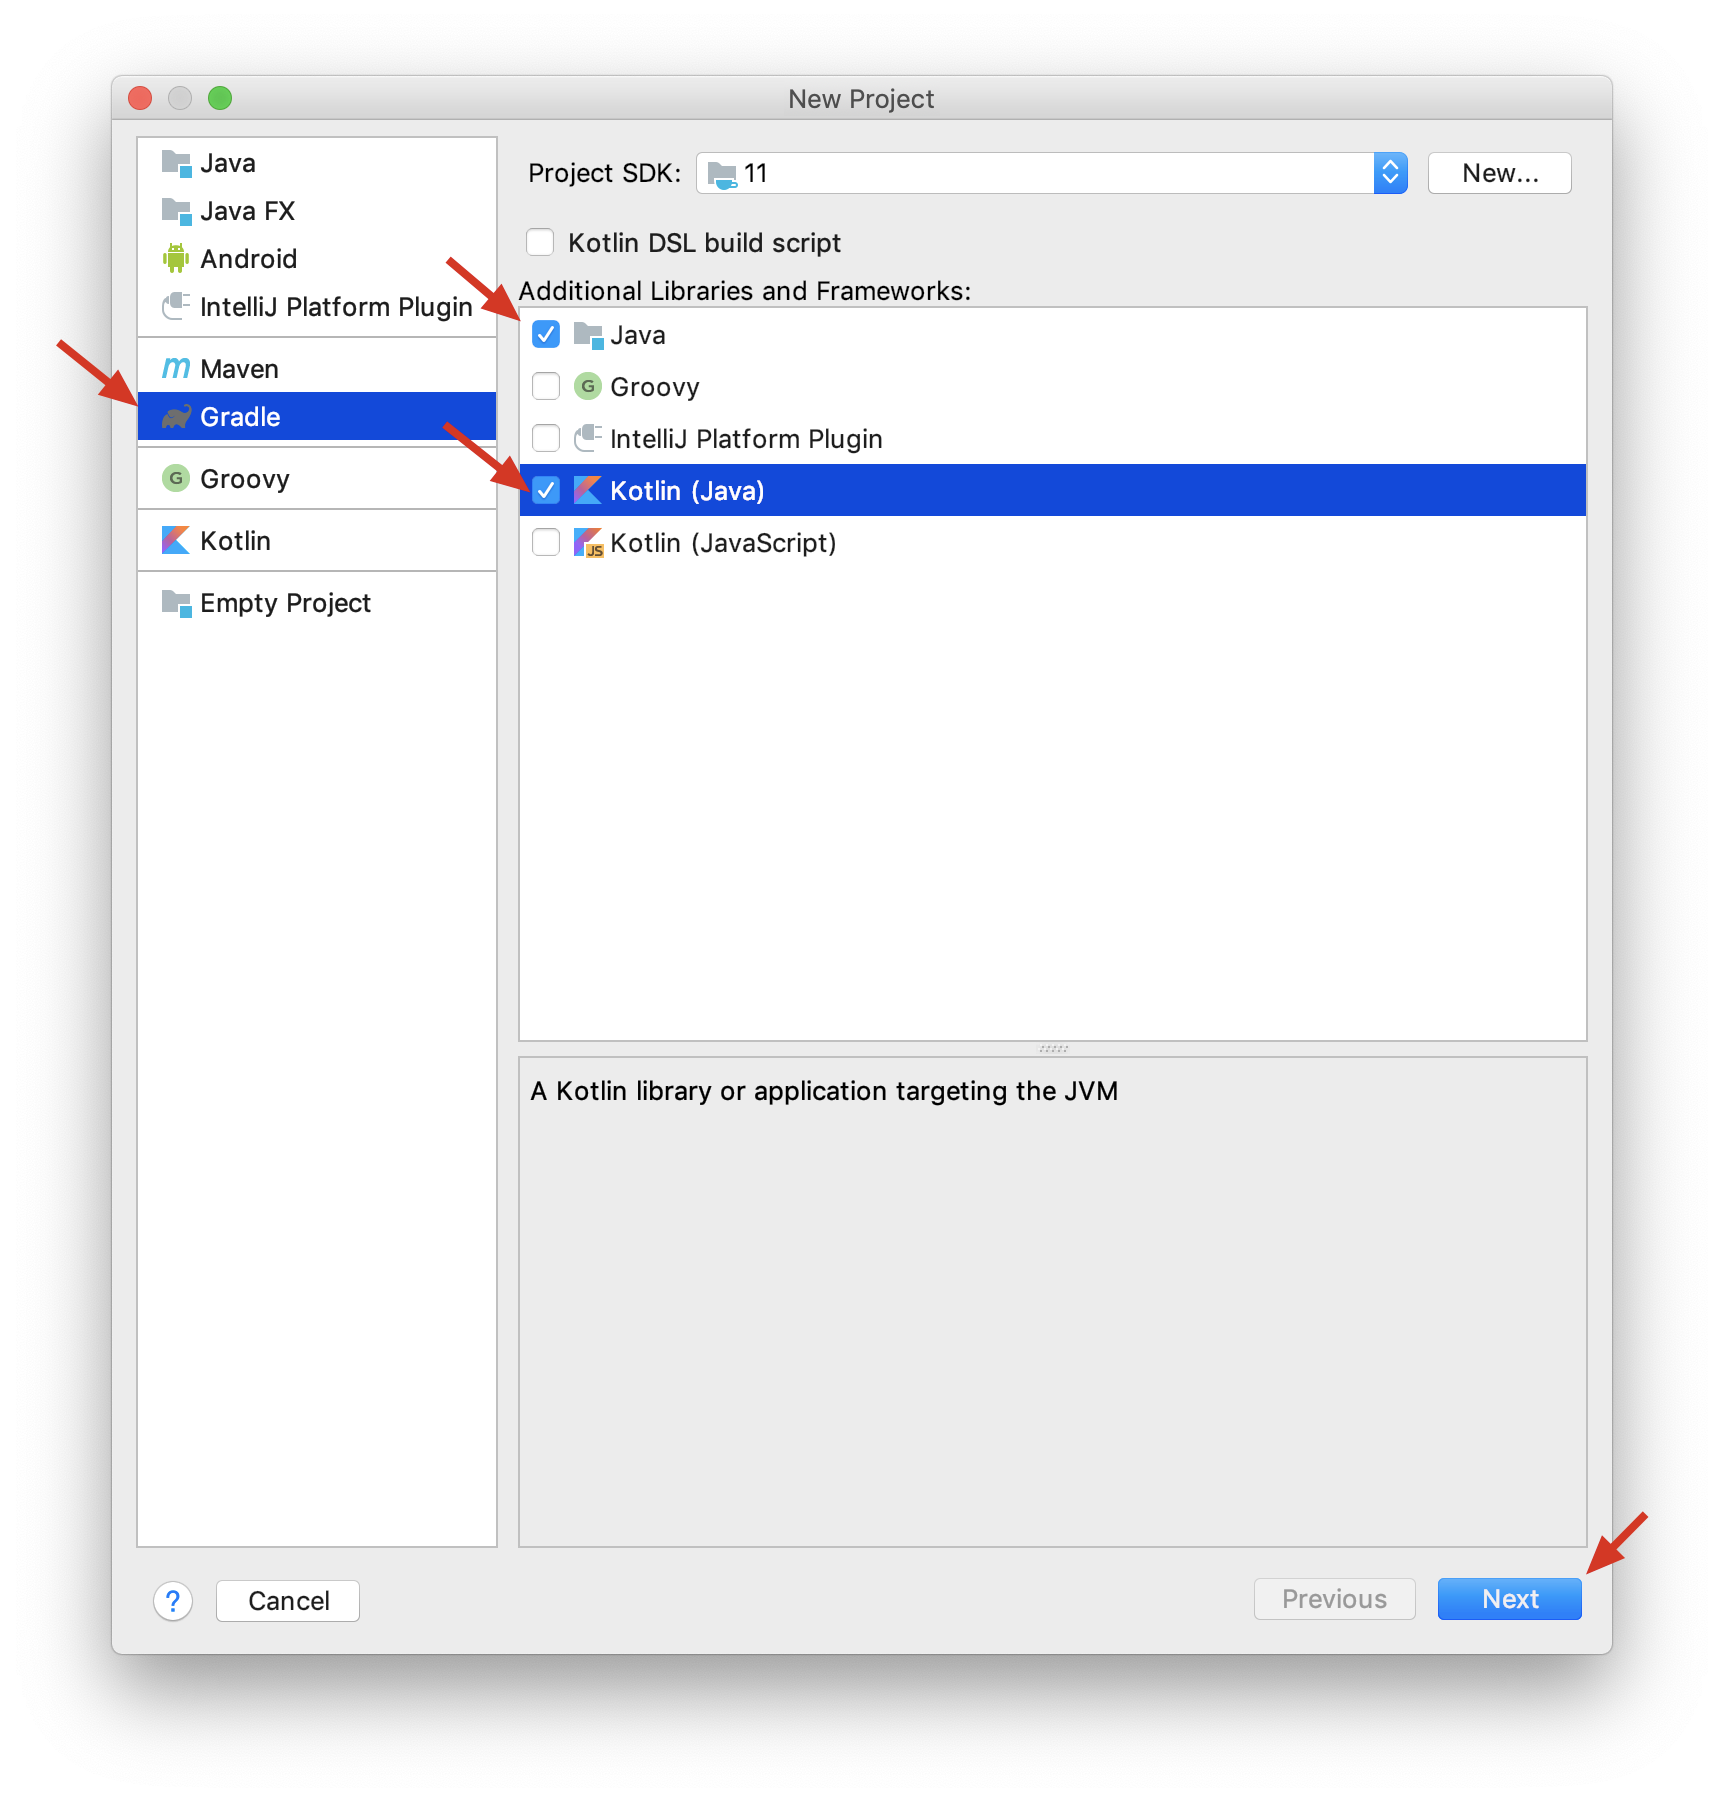 New Project
Java
Java FX
Android
IntelliJ Platform Plugin
m Maven
Gradle
G Groovy
Kotlin
Empty Project
Project SDK: 11 New...
Kotlin DSL build script
Additional Libraries and Frameworks:
Java
G Groovy
IntelliJ Platform Plugin
Kotlin (Java)
JS Kotlin (JavaScript)
A Kotlin library or application targeting the JVM
? Cancel Previous Next